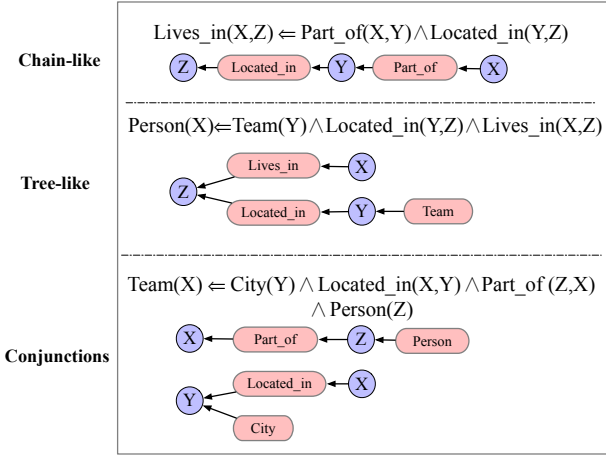 Lives_in(X,Z) ⇐ Part_of(X,Y)∧Located_in(Y,Z)
Chain-like
Z Located_in Y Part_of X
Person(X)⇐Team(Y)∧Located_in(Y,Z)∧Lives_in(X,Z)
Lives_in X
Tree-like
Z
Located_in Y Team
Team(X) ⇐ City(Y) ∧Located_in(X,Y) ∧Part_of (Z,X)
∧Person(Z)
X Part_of Z Person
Conjunctions
Located_in X
Y
City